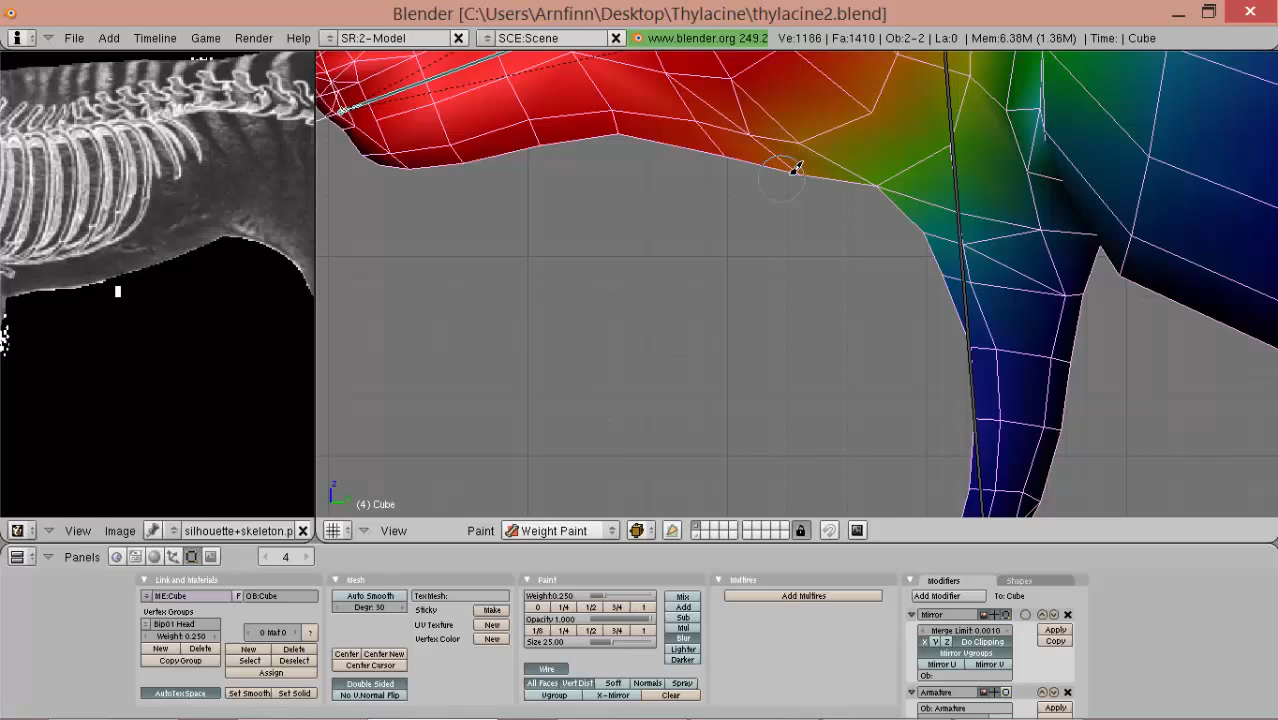 Blender [C:\Users\Arnfinn\Desktop\Thylacine\thylacine2.blend]
File Add Timeline Game Render Help SR:2-Model SCE:Scene www.blender.org 249.2 Ve:1186 | Fa:1410 | Ob:2-2 | La:0 | Mem:6.38M (1.36M) | Time: | Cube
z
(4) Cube
View Image silhouette+skeleton.p View Paint Weight Paint
Panels 4
Link and Materials
ME:Cube F OB:Cube
Vertex Groups
Bip01 Head
Weight: 0.250 0 Mat 0 ?
New Delete New Delete
Copy Group Select Deselect
Assign
AutoTexSpace Set Smooth Set Solid
Mesh
Auto Smooth TexMesh:
Degr: 30 Sticky Make
UV Texture New
Vertex Color New
Center Center New
Center Cursor
Double Sided
No V.Normal Flip
Paint
Weight:0.250 Mix
0 1/4 1/2 3/4 1 Add
Opacity 1.000 Sub
1/8 1/4 1/2 3/4 1 Mul
Size 25.00 Blur
Lighter
Wire Darker
All Faces Vert Dist Soft Normals Spray
Vgroup X-Mirror Clear
Multires
Add Multires
Modifiers Shapes
Add Modifier To: Cube
Mirror
Merge Limit: 0.0010 Apply
X Y Z Do Clipping Copy
Mirror Vgroups
Mirror U Mirror V
Ob:
Armature
Ob: Armature Apply